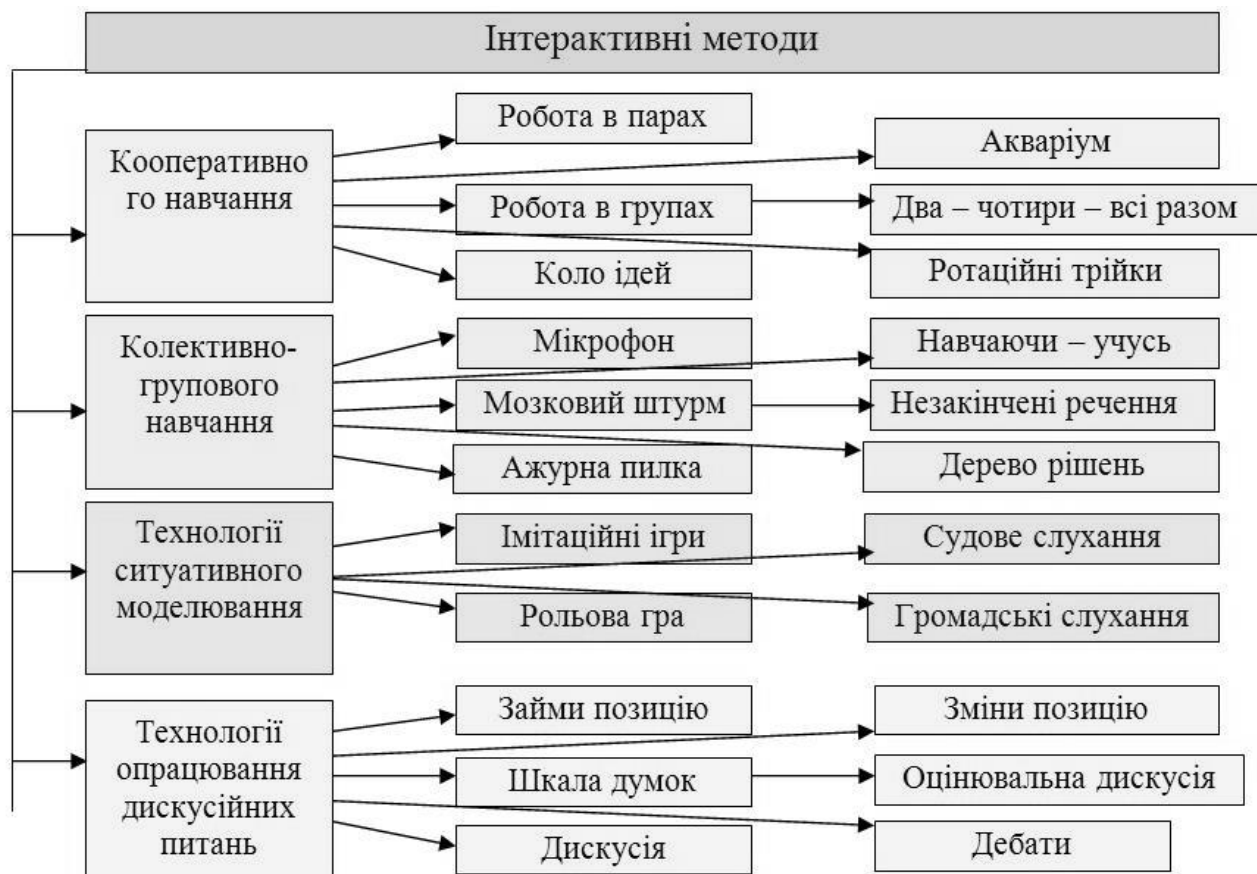 Інтерактивні методи
Кооперативно
го навчання
Робота в парах
Акваріум
Робота в групах
Два – чотири – всі разом
Коло ідей
Ротаційні трійки
Колективно-
групового
навчання
Мікрофон
Навчаючи – учусь
Мозковий штурм
Незакінчені речення
Ажурна пилка
Дерево рішень
Технології
ситуативного
моделювання
Імітаційні ігри
Судове слухання
Рольова гра
Громадські слухання
Технології
опрацювання
дискусійних
питань
Займи позицію
Зміни позицію
Шкала думок
Оцінювальна дискусія
Дискусія
Дебати